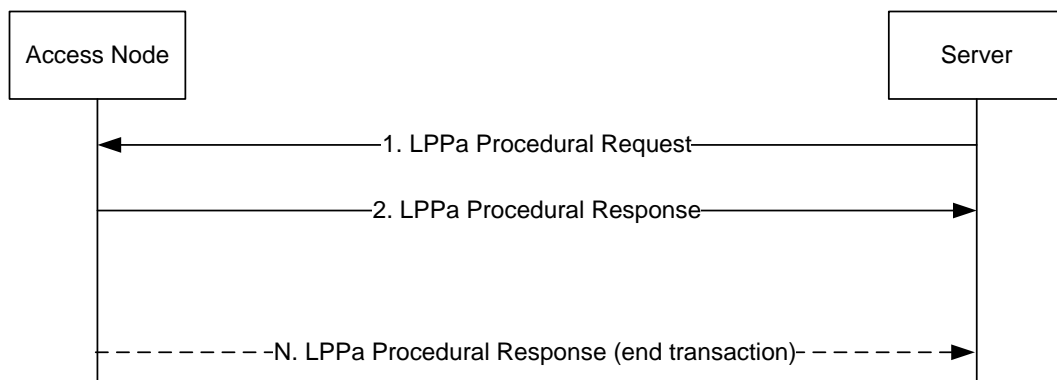 Access Node
Server
1. LPPa Procedural Request
2. LPPa Procedural Response
N. LPPa Procedural Response (end transaction)